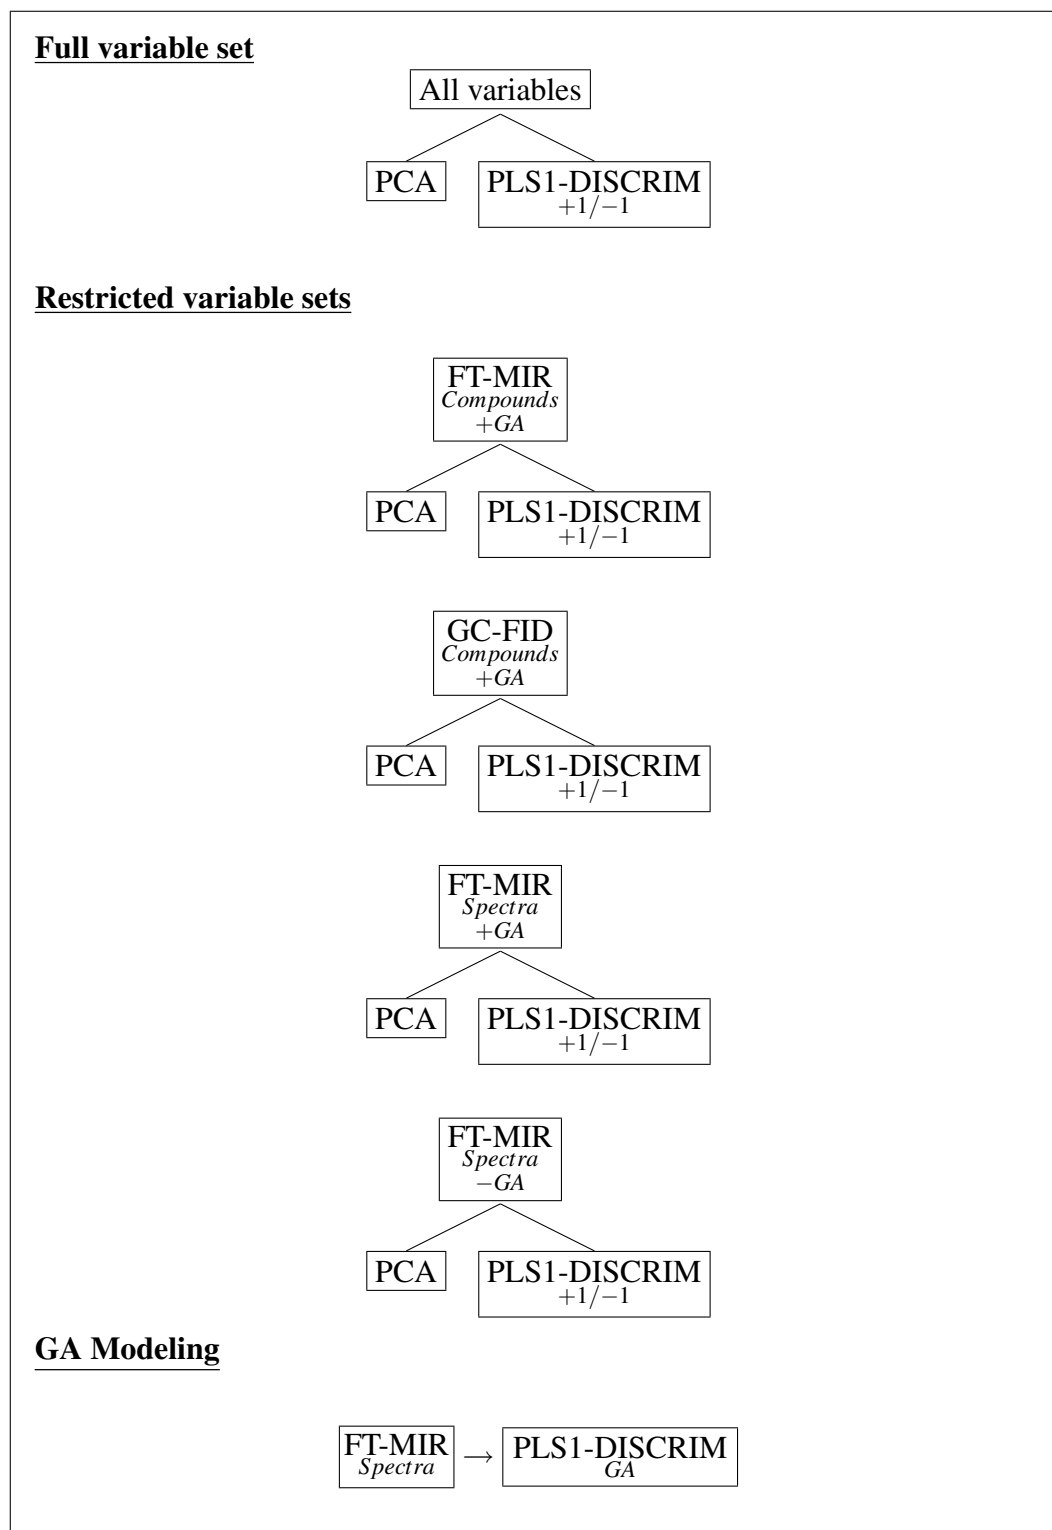 Full variable set
All variables
PCA
PLS1-DISCRIM
+1/−1
Restricted variable sets
FT-MIR
Compounds
+GA
PCA
PLS1-DISCRIM
+1/−1
GC-FID
Compounds
+GA
PCA
PLS1-DISCRIM
+1/−1
FT-MIR
Spectra
+GA
PCA
PLS1-DISCRIM
+1/−1
FT-MIR
Spectra
−GA
PCA
PLS1-DISCRIM
+1/−1
GA Modeling
FT-MIR
Spectra
→
PLS1-DISCRIM
GA